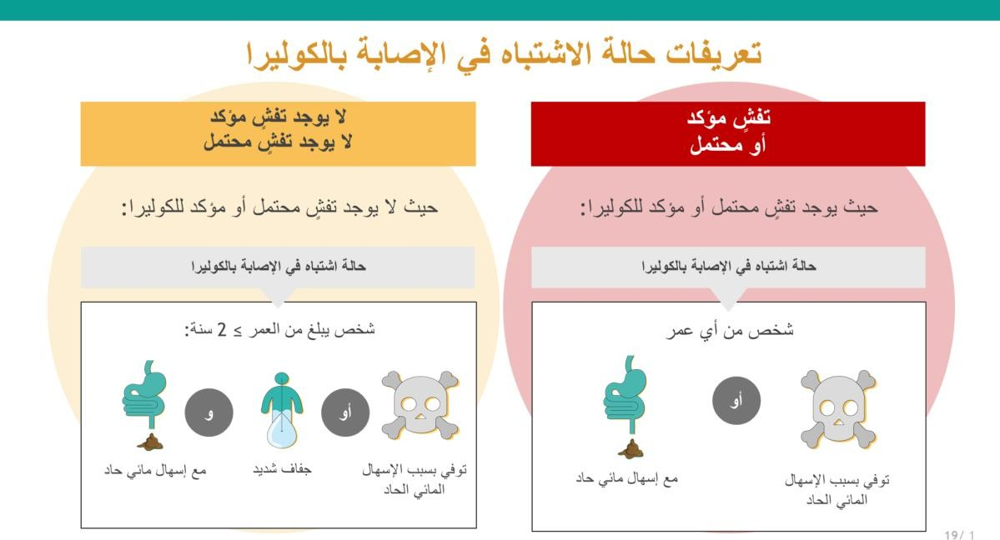 تعريفات حالة الاشتباه في الإصابة بالكوليرا
تفشٍ مؤكد
أو محتمل
حيث يوجد تفشٍ محتمل أو مؤكد للكوليرا:
حالة اشتباه في الإصابة بالكوليرا
شخص من أي عمر
توفي بسبب الإسهال
المائي الحاد
أو
مع إسهال مائي حاد
لا يوجد تفشٍ مؤكد
لا يوجد تفشٍ محتمل
حيث لا يوجد تفشٍ محتمل أو مؤكد للكوليرا:
حالة اشتباه في الإصابة بالكوليرا
شخص يبلغ من العمر ≥ 2 سنة:
توفي بسبب الإسهال
المائي الحاد
أو
جفاف شديد
و
مع إسهال مائي حاد
19/ 1